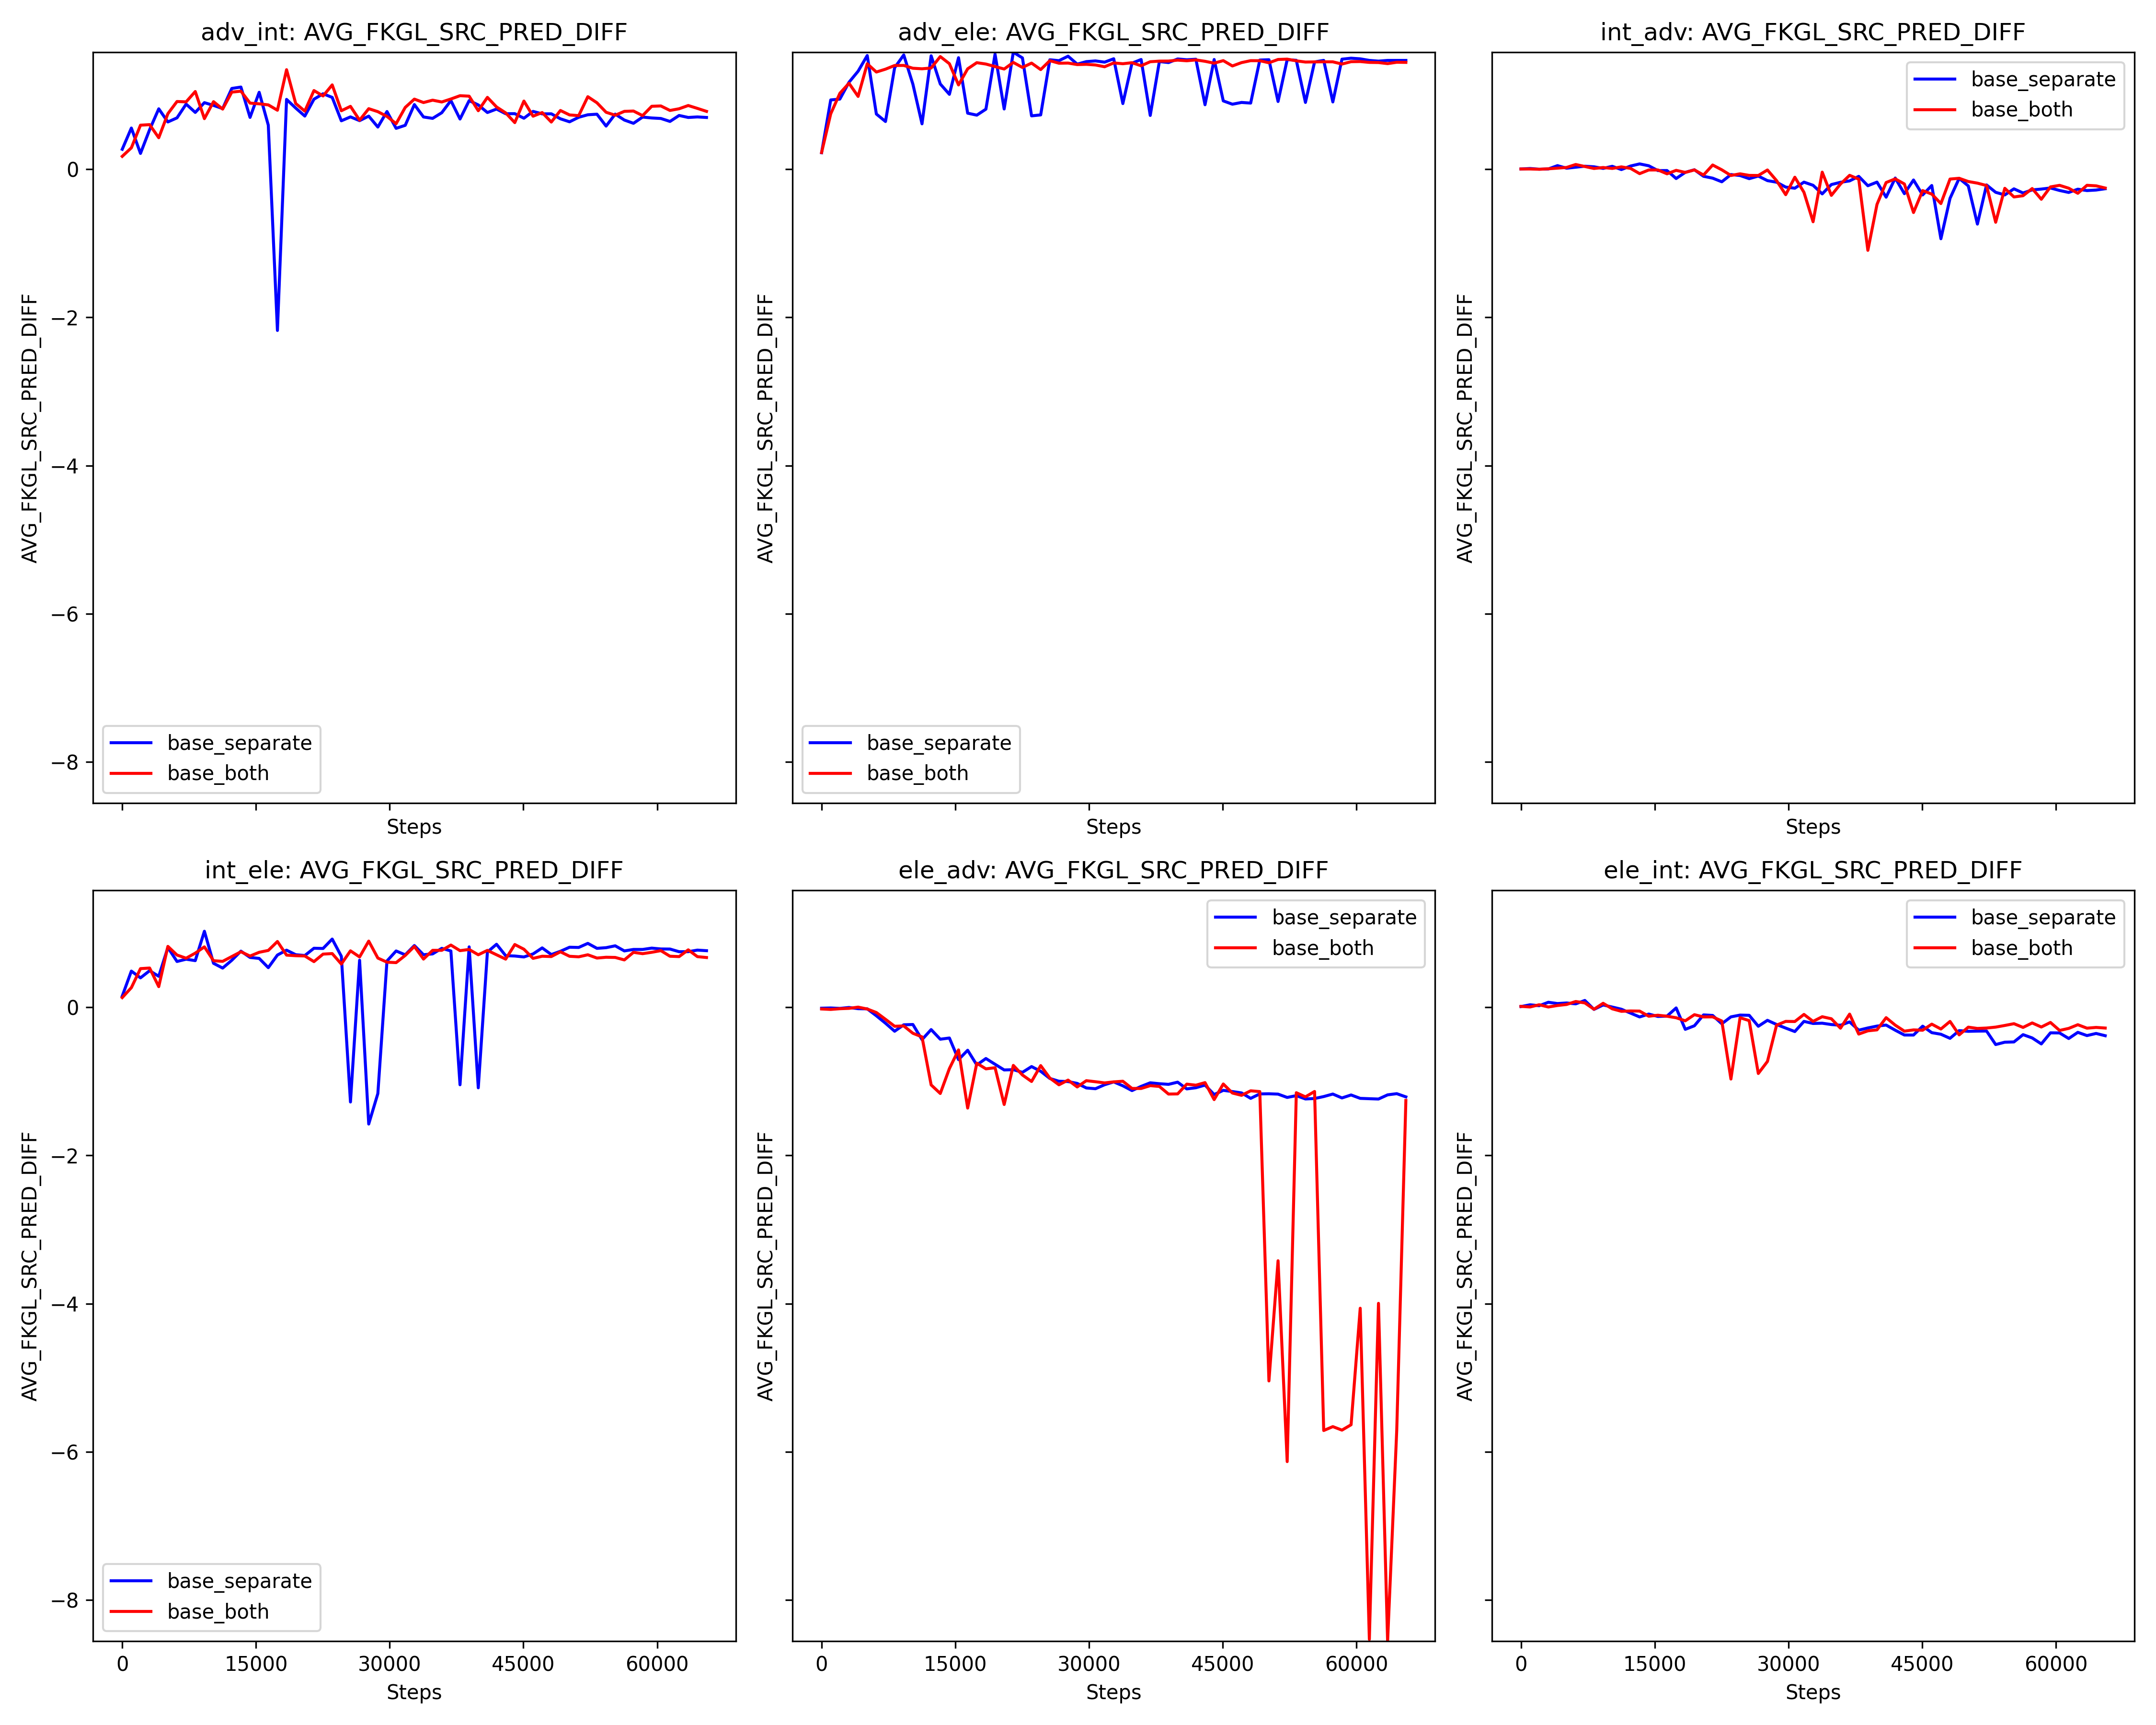 adv_int: AVG_FKGL_SRC_PRED_DIFF
AVG_FKGL_SRC_PRED_DIFF
0
−2
−4
−6
−8
base_separate
base_both
Steps
adv_ele: AVG_FKGL_SRC_PRED_DIFF
AVG_FKGL_SRC_PRED_DIFF
base_separate
base_both
Steps
int_adv: AVG_FKGL_SRC_PRED_DIFF
AVG_FKGL_SRC_PRED_DIFF
base_separate
base_both
Steps
int_ele: AVG_FKGL_SRC_PRED_DIFF
AVG_FKGL_SRC_PRED_DIFF
0
−2
−4
−6
−8
base_separate
base_both
0 15000 30000 45000 60000
Steps
ele_adv: AVG_FKGL_SRC_PRED_DIFF
AVG_FKGL_SRC_PRED_DIFF
base_separate
base_both
0 15000 30000 45000 60000
Steps
ele_int: AVG_FKGL_SRC_PRED_DIFF
AVG_FKGL_SRC_PRED_DIFF
base_separate
base_both
0 15000 30000 45000 60000
Steps